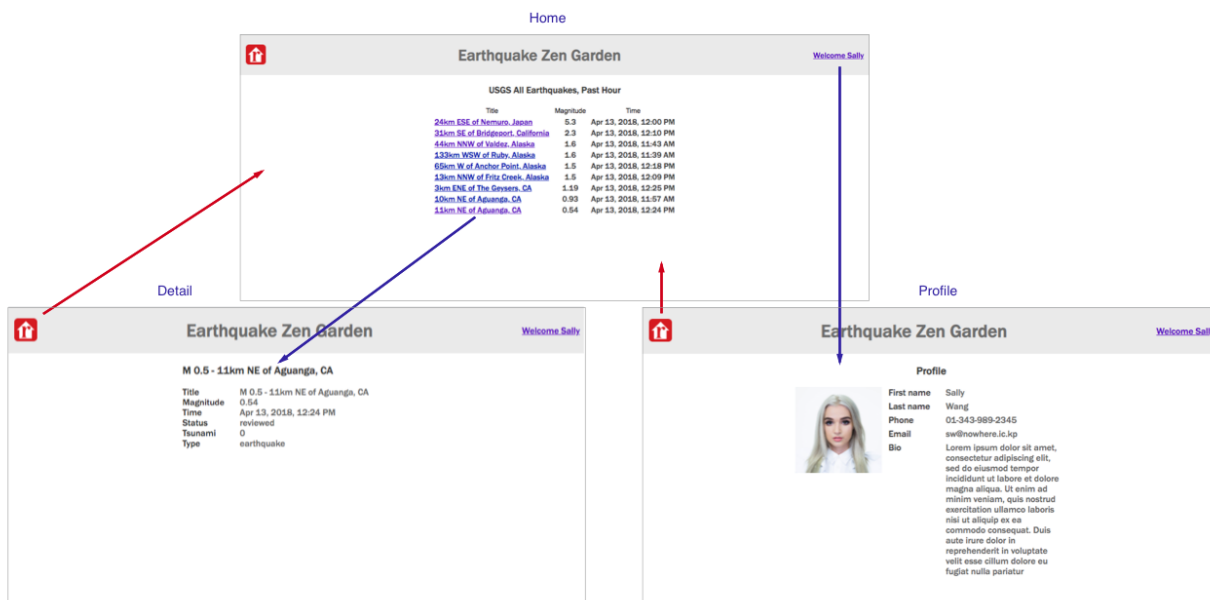 Home
Earthquake Zen Garden
Welcome Sally
USGS All Earthquakes, Past Hour
Title Magnitude Time
24km ESE of Nemuro, Japan 5.3 Apr 13, 2018, 12:00 PM
31km SE of Bridgeport, California 2.3 Apr 13, 2018, 12:10 PM
44km NNW of Valdez, Alaska 1.6 Apr 13, 2018, 11:43 AM
133km WSW of Ruby, Alaska 1.6 Apr 13, 2018, 11:39 AM
65km W of Anchor Point, Alaska 1.5 Apr 13, 2018, 12:18 PM
13km NNW of Fritz Creek, Alaska 1.5 Apr 13, 2018, 12:09 PM
3km ENE of The Geysers, CA 1.19 Apr 13, 2018, 12:25 PM
10km NE of Aguanga, CA 0.93 Apr 13, 2018, 11:57 AM
11km NE of Aguanga, CA 0.54 Apr 13, 2018, 12:24 PM
Detail
Earthquake Zen Garden
Welcome Sally
M 0.5 - 11km NE of Aguanga, CA
Title M 0.5 - 11km NE of Aguanga, CA
Magnitude 0.54
Time Apr 13, 2018, 12:24 PM
Status reviewed
Tsunami 0
Type earthquake
Profile
Earthquake Zen Garden
Welcome Sally
Profile
First name Sally
Last name Wang
Phone 01-343-989-2345
Email sw@nowhere.ic.kp
Bio Lorem ipsum dolor sit amet,
consectetur adipiscing elit,
sed do eiusmod tempor
incididunt ut labore et dolore
magna aliqua. Ut enim ad
minim veniam, quis nostrud
exercitation ullamco laboris
nisi ut aliquip ex ea
commodo consequat. Duis
aute irure dolor in
reprehenderit in voluptate
velit esse cillum dolore eu
fugiat nulla pariatur